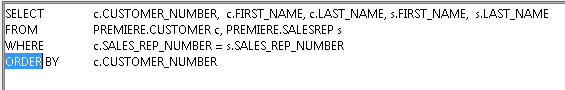 SELECT c.CUSTOMER_NUMBER, c.FIRST_NAME, c.LAST_NAME, s.FIRST_NAME, s.LAST_NAME
FROM PREMIERE.CUSTOMER c, PREMIERE.SALESREP s
WHERE c.SALES_REP_NUMBER = s.SALES_REP_NUMBER
ORDER BY c.CUSTOMER_NUMBER